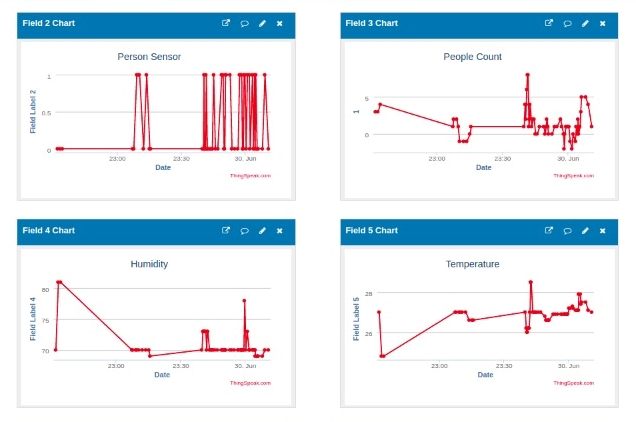 Field 2 Chart
Person Sensor
Field Label 2
1
0.5
0
23:00
23:30
30. Jun
Date
ThingSpeak.com
Field 3 Chart
People Count
1
5
0
23:00
23:30
30. Jun
Date
ThingSpeak.com
Field 4 Chart
Humidity
Field Label 4
80
75
70
23:00
23:30
30. Jun
Date
ThingSpeak.com
Field 5 Chart
Temperature
Field Label 5
28
26
23:00
23:30
30. Jun
Date
ThingSpeak.com